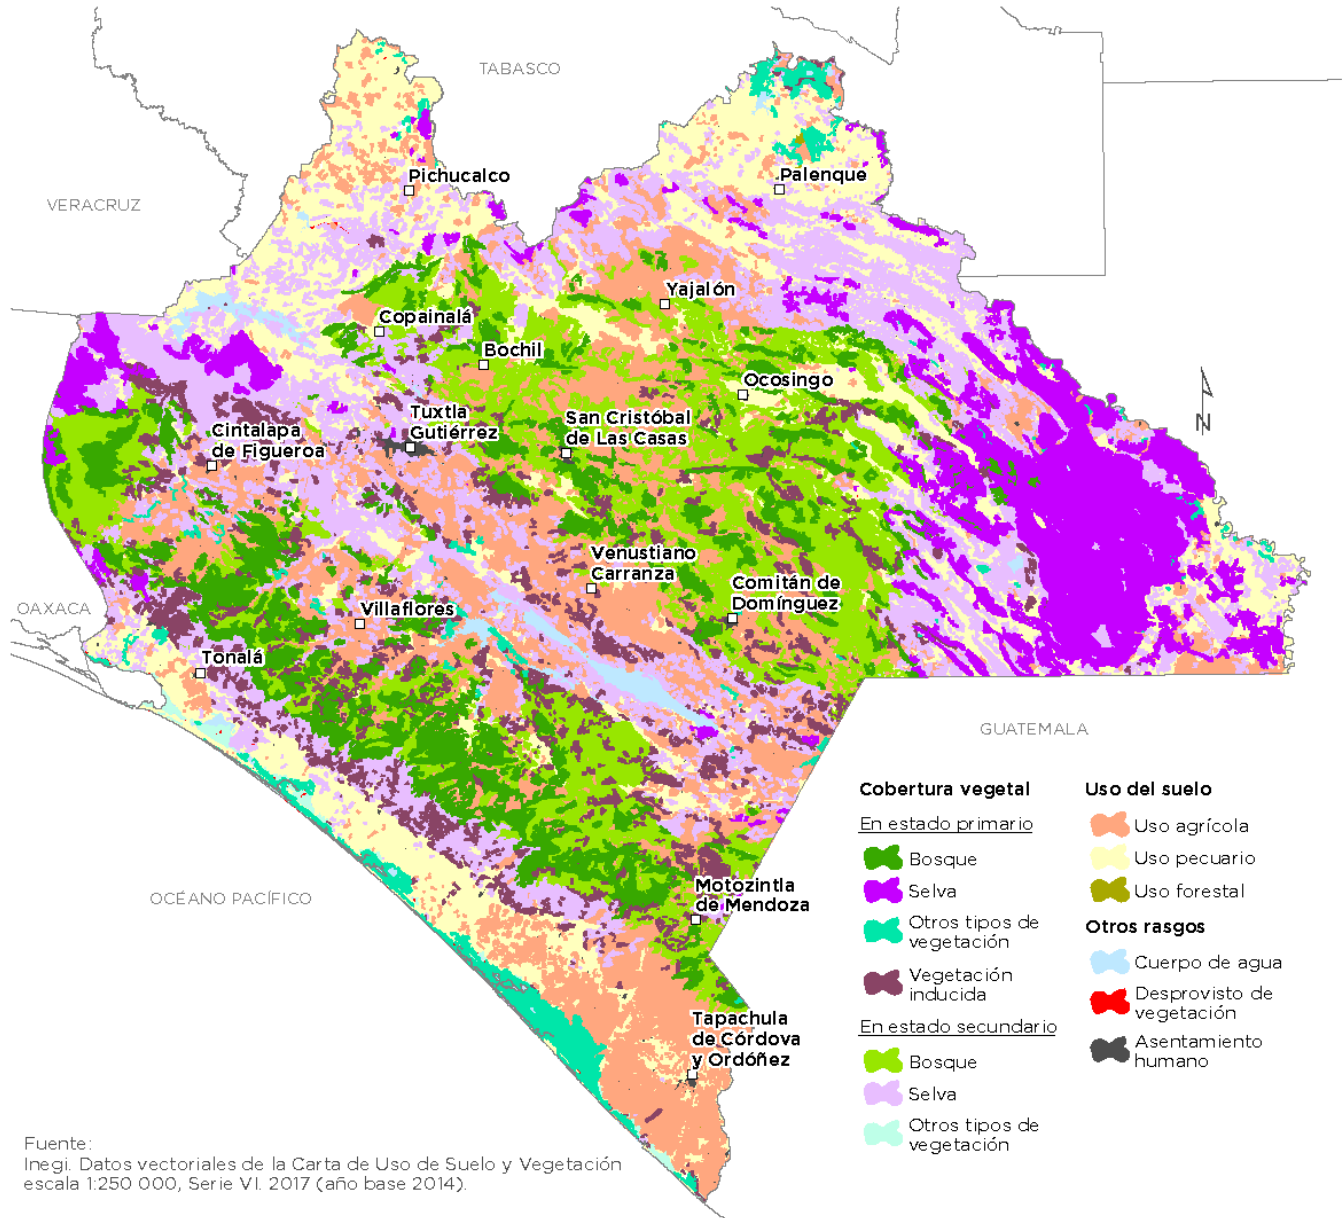 TABASCO
VERACRUZ
Pichucalco
Palenque
Yajalón
Copainalá
Bochil
Ocosingo
Tuxtla
Gutiérrez
San Cristóbal
de Las Casas
Cintalapa
de Figueroa
N
Venustiano
Carranza
Comitán de
Domínguez
OAXACA
Villaflores
Tonalá
GUATEMALA
OCÉANO PACÍFICO
Motozintla
de Mendoza
Tapachula
de Córdova
y Ordóñez
Cobertura vegetal
En estado primario
Bosque
Selva
Otros tipos de
vegetación
Vegetación
inducida
En estado secundario
Bosque
Selva
Otros tipos de
vegetación
Uso del suelo
Uso agrícola
Uso pecuario
Uso forestal
Otros rasgos
Cuerpo de agua
Desprovisto de
vegetación
Asentamiento
humano
Fuente:
Inegi. Datos vectoriales de la Carta de Uso de Suelo y Vegetación
escala 1:250 000, Serie VI. 2017 (año base 2014).